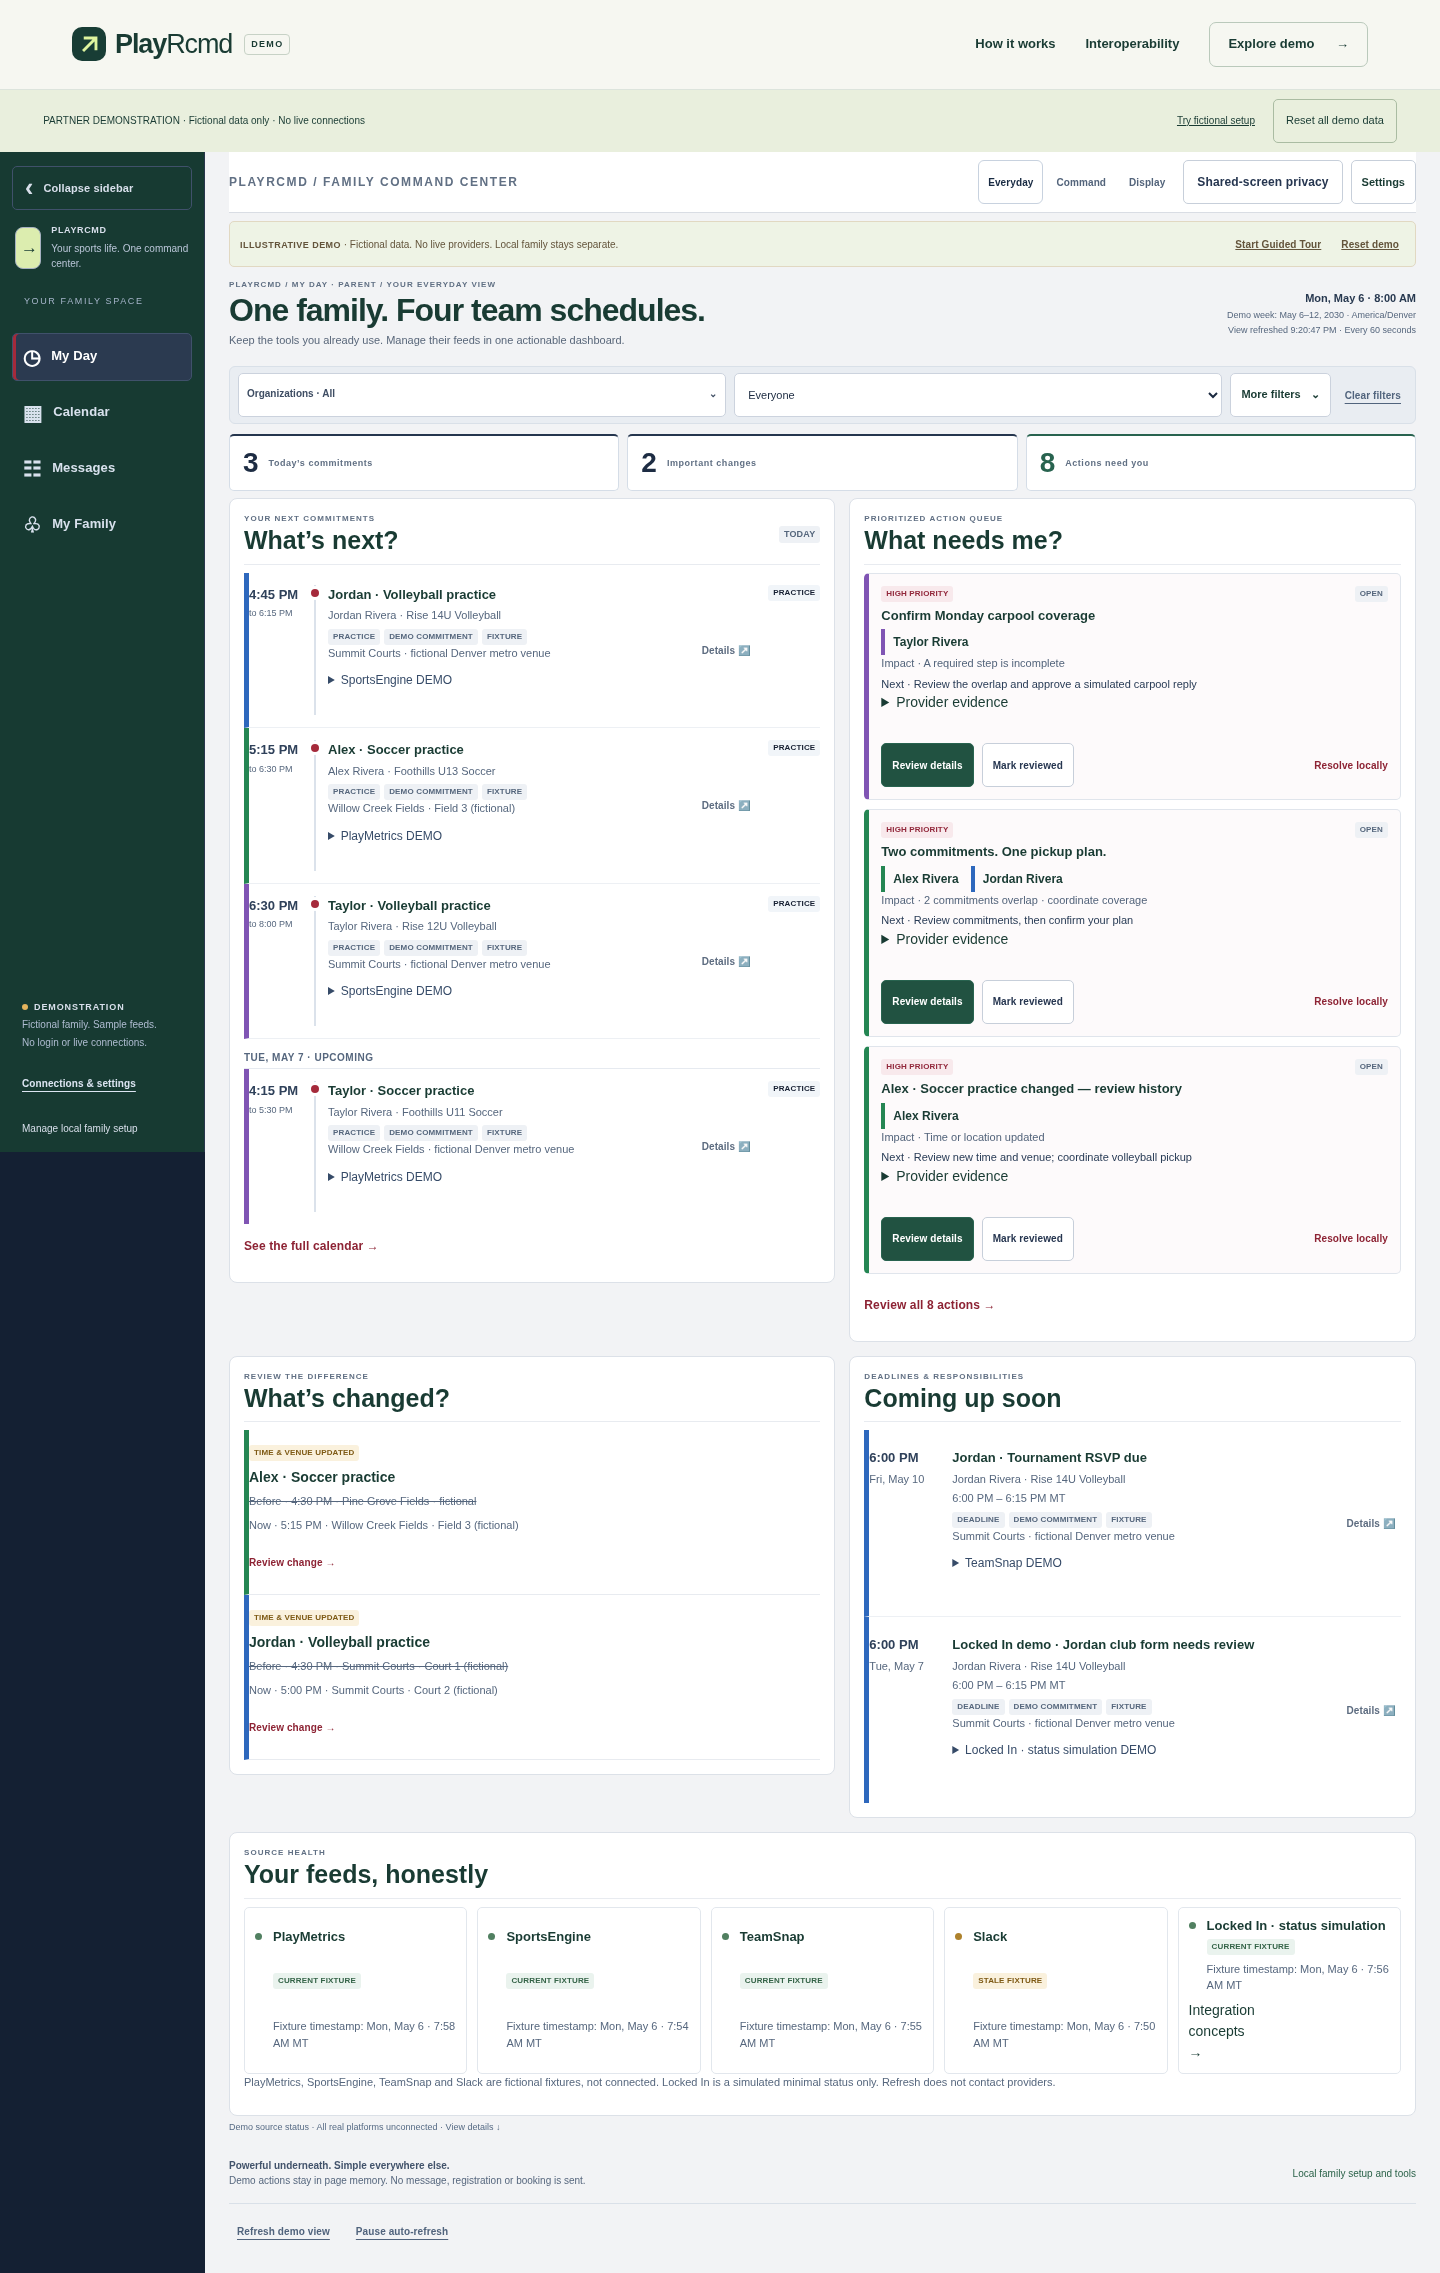 PlayRcmd DEMO
How it works
Interoperability
Explore demo →
PARTNER DEMONSTRATION · Fictional data only · No live connections
Try fictional setup
Reset all demo data
‹ Collapse sidebar
→
PLAYRCMD
Your sports life. One command
center.
YOUR FAMILY SPACE
My Day
Calendar
Messages
My Family
DEMONSTRATION
Fictional family. Sample feeds.
No login or live connections.
Connections & settings
Manage local family setup
PLAYRCMD / FAMILY COMMAND CENTER
Everyday
Command
Display
Shared-screen privacy
Settings
ILLUSTRATIVE DEMO · Fictional data. No live providers. Local family stays separate.
Start Guided Tour
Reset demo
PLAYRCMD / MY DAY · PARENT / YOUR EVERYDAY VIEW
One family. Four team schedules.
Keep the tools you already use. Manage their feeds in one actionable dashboard.
Mon, May 6 · 8:00 AM
Demo week: May 6–12, 2030 · America/Denver
View refreshed 9:20:47 PM · Every 60 seconds
Organizations · All
Everyone
More filters
Clear filters
3 Today's commitments
2 Important changes
8 Actions need you
YOUR NEXT COMMITMENTS
What’s next?
TODAY
4:45 PM
to 6:15 PM
Jordan · Volleyball practice
PRACTICE
Jordan Rivera · Rise 14U Volleyball
PRACTICE DEMO COMMITMENT FIXTURE
Summit Courts · fictional Denver metro venue
Details ↗
▶ SportsEngine DEMO
5:15 PM
to 6:30 PM
Alex · Soccer practice
PRACTICE
Alex Rivera · Foothills U13 Soccer
PRACTICE DEMO COMMITMENT FIXTURE
Willow Creek Fields · Field 3 (fictional)
Details ↗
▶ PlayMetrics DEMO
6:30 PM
to 8:00 PM
Taylor · Volleyball practice
PRACTICE
Taylor Rivera · Rise 12U Volleyball
PRACTICE DEMO COMMITMENT FIXTURE
Summit Courts · fictional Denver metro venue
Details ↗
▶ SportsEngine DEMO
TUE, MAY 7 · UPCOMING
4:15 PM
to 5:30 PM
Taylor · Soccer practice
PRACTICE
Taylor Rivera · Foothills U11 Soccer
PRACTICE DEMO COMMITMENT FIXTURE
Willow Creek Fields · fictional Denver metro venue
Details ↗
▶ PlayMetrics DEMO
See the full calendar →
PRIORITIZED ACTION QUEUE
What needs me?
HIGH PRIORITY
OPEN
Confirm Monday carpool coverage
Taylor Rivera
Impact · A required step is incomplete
Next · Review the overlap and approve a simulated carpool reply
▶ Provider evidence
Review details
Mark reviewed
Resolve locally
HIGH PRIORITY
OPEN
Two commitments. One pickup plan.
Alex Rivera
Jordan Rivera
Impact · 2 commitments overlap · coordinate coverage
Next · Review commitments, then confirm your plan
▶ Provider evidence
Review details
Mark reviewed
Resolve locally
HIGH PRIORITY
OPEN
Alex · Soccer practice changed — review history
Alex Rivera
Impact · Time or location updated
Next · Review new time and venue; coordinate volleyball pickup
▶ Provider evidence
Review details
Mark reviewed
Resolve locally
Review all 8 actions →
REVIEW THE DIFFERENCE
What’s changed?
TIME & VENUE UPDATED
Alex · Soccer practice
Before · 4:30 PM · Pine Grove Fields · fictional
Now · 5:15 PM · Willow Creek Fields · Field 3 (fictional)
Review change →
TIME & VENUE UPDATED
Jordan · Volleyball practice
Before · 4:30 PM · Summit Courts · Court 1 (fictional)
Now · 5:00 PM · Summit Courts · Court 2 (fictional)
Review change →
DEADLINES & RESPONSIBILITIES
Coming up soon
6:00 PM
Fri, May 10
Jordan · Tournament RSVP due
Jordan Rivera · Rise 14U Volleyball
6:00 PM – 6:15 PM MT
DEADLINE DEMO COMMITMENT FIXTURE
Summit Courts · fictional Denver metro venue
Details ↗
▶ TeamSnap DEMO
6:00 PM
Tue, May 7
Locked In demo · Jordan club form needs review
Jordan Rivera · Rise 14U Volleyball
6:00 PM – 6:15 PM MT
DEADLINE DEMO COMMITMENT FIXTURE
Summit Courts · fictional Denver metro venue
Details ↗
▶ Locked In · status simulation DEMO
SOURCE HEALTH
Your feeds, honestly
PlayMetrics
CURRENT FIXTURE
Fixture timestamp: Mon, May 6 · 7:58
AM MT
SportsEngine
CURRENT FIXTURE
Fixture timestamp: Mon, May 6 · 7:54
AM MT
TeamSnap
CURRENT FIXTURE
Fixture timestamp: Mon, May 6 · 7:55
AM MT
Slack
STALE FIXTURE
Fixture timestamp: Mon, May 6 · 7:50
AM MT
Locked In · status simulation
CURRENT FIXTURE
Fixture timestamp: Mon, May 6 · 7:56
AM MT
Integration
concepts
→
PlayMetrics, SportsEngine, TeamSnap and Slack are fictional fixtures, not connected. Locked In is a simulated minimal status only. Refresh does not contact providers.
Demo source status · All real platforms unconnected · View details ↓
Powerful underneath. Simple everywhere else.
Demo actions stay in page memory. No message, registration or booking is sent.
Local family setup and tools
Refresh demo view
Pause auto-refresh